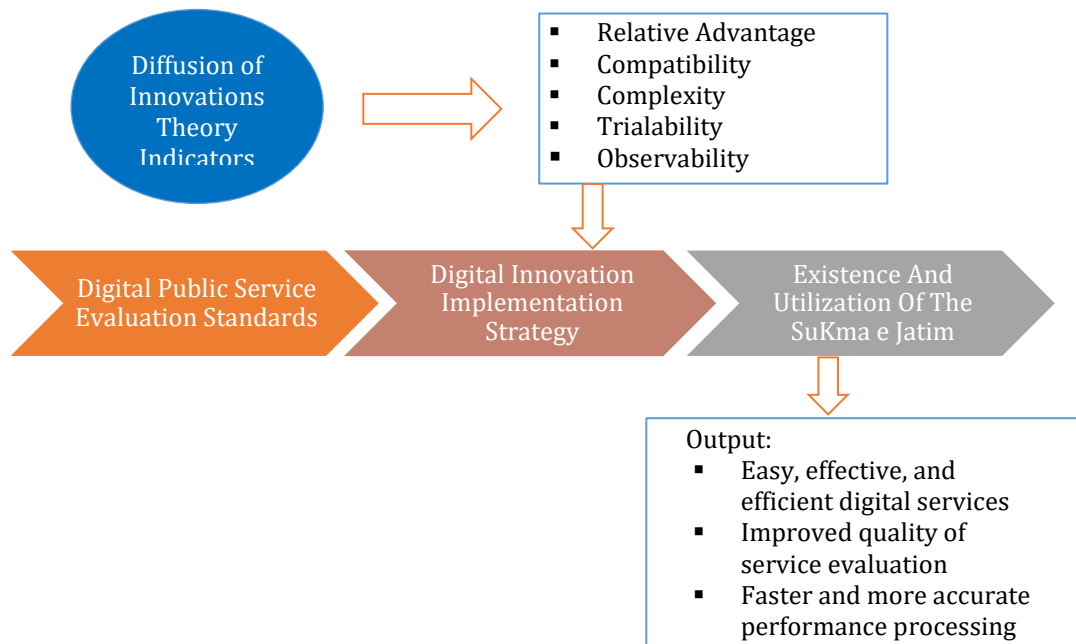 Diffusion of
Innovations
Theory
Indicators
▪ Relative Advantage
▪ Compatibility
▪ Complexity
▪ Trialability
▪ Observability
Digital Public Service
Evaluation Standards
Digital Innovation
Implementation
Strategy
Existence And
Utilization Of The
SuKma e Jatim
Output:
▪ Easy, effective, and
efficient digital services
▪ Improved quality of
service evaluation
▪ Faster and more accurate
performance processing